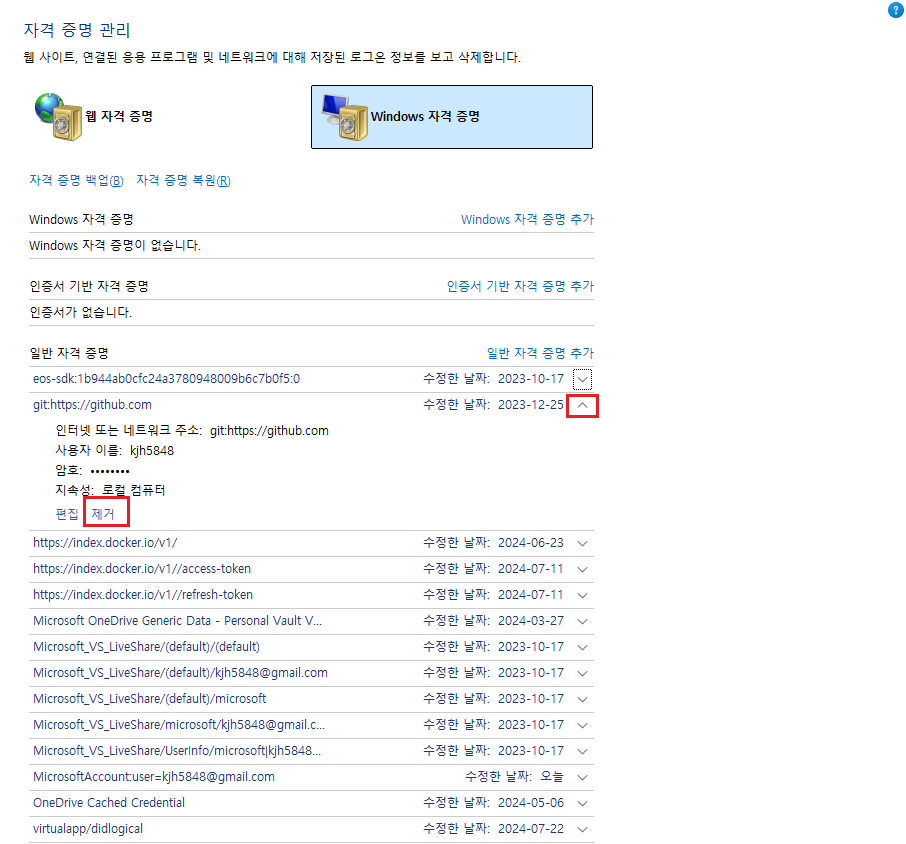 자격 증명 관리
웹 사이트, 연결된 응용 프로그램 및 네트워크에 대해 저장된 로그온 정보를 보고 삭제합니다.
웹 자격 증명
Windows 자격 증명
자격 증명 백업(B) 자격 증명 복원(R)
Windows 자격 증명 Windows 자격 증명 추가
Windows 자격 증명이 없습니다.
인증서 기반 자격 증명 인증서 기반 자격 증명 추가
인증서가 없습니다.
일반 자격 증명 일반 자격 증명 추가
eos-sdk:1b944ab0cfc24a3780948009b6c7b0f5:0 수정한 날짜: 2023-10-17
git:https://github.com 수정한 날짜: 2023-12-25
인터넷 또는 네트워크 주소: git:https://github.com
사용자 이름: kjh5848
암호: ••••••••
지속성: 로컬 컴퓨터
편집 제거
https://index.docker.io/v1/ 수정한 날짜: 2024-06-23
https://index.docker.io/v1//access-token 수정한 날짜: 2024-07-11
https://index.docker.io/v1//refresh-token 수정한 날짜: 2024-07-11
Microsoft OneDrive Generic Data - Personal Vault V... 수정한 날짜: 2024-03-27
Microsoft_VS_LiveShare/(default)/(default) 수정한 날짜: 2023-10-17
Microsoft_VS_LiveShare/(default)/kjh5848@gmail.com 수정한 날짜: 2023-10-17
Microsoft_VS_LiveShare/(default)/microsoft 수정한 날짜: 2023-10-17
Microsoft_VS_LiveShare/microsoft/kjh5848@gmail.c... 수정한 날짜: 2023-10-17
Microsoft_VS_LiveShare/UserInfo/microsoft|kjh5848... 수정한 날짜: 2023-10-17
MicrosoftAccount:user=kjh5848@gmail.com 수정한 날짜: 오늘
OneDrive Cached Credential 수정한 날짜: 2024-05-06
virtualapp/didlogical 수정한 날짜: 2024-07-22